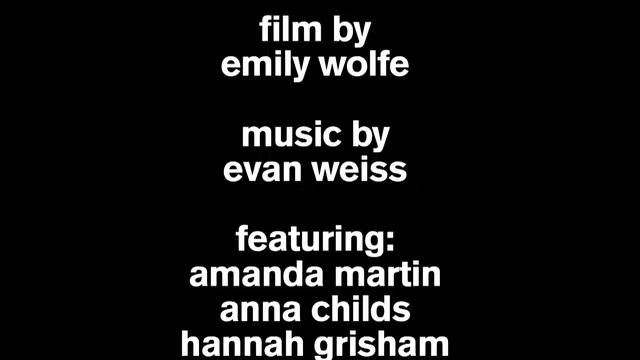 film by
emily wolfe
music by
evan weiss
featuring:
amanda martin
anna childs
hannah grisham